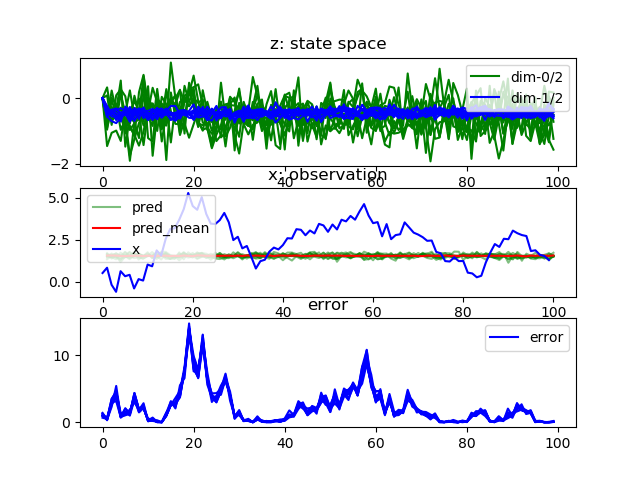 z: state space
0
−2
dim-0/2
dim-1/2
0 20 40 60 80 100
x: observation
5.0
2.5
0.0
pred
pred_mean
x
0 20 40 60 80 100
error
10
0
error
0 20 40 60 80 100